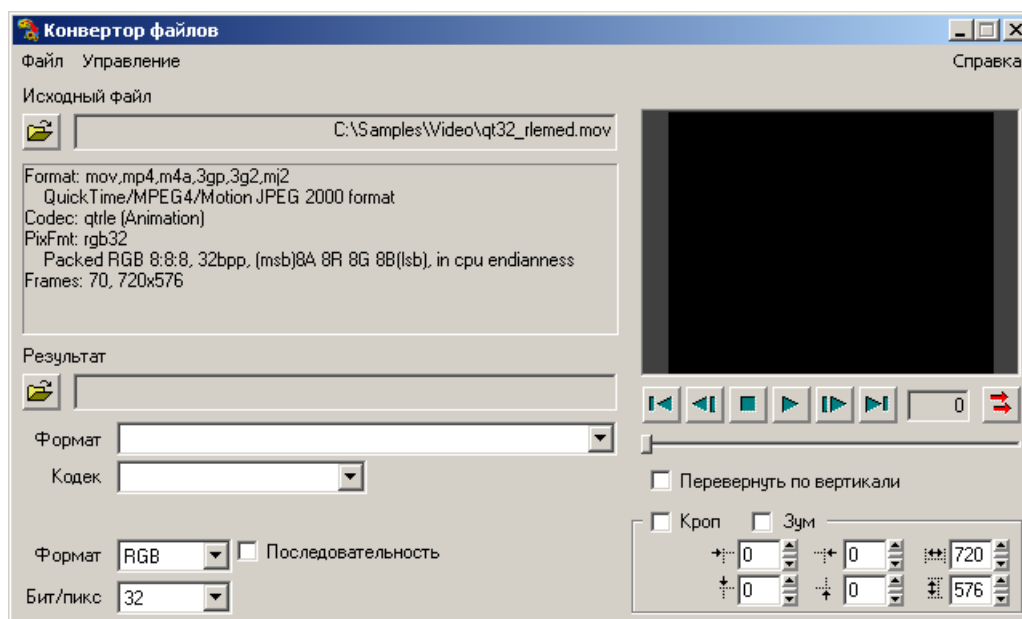 Конвертор файлов
Файл Управление Справка
Исходный файл
C:\Samples\Video\qt32_rlemed.mov
Format: mov,mp4,m4a,3gp,3g2,mj2
QuickTime/MPEG4/Motion JPEG 2000 format
Codec: qtrle (Animation)
PixFmt: rgb32
Packed RGB 8:8:8, 32bpp, (msb)8A 8R 8G 8B(lsb), in cpu endianness
Frames: 70, 720x576
Результат
0
Формат
Кодек
Перевернуть по вертикали
Кроп Зум
Формат RGB Последовательность
0 0 720
Бит/пикс 32
0 0 576